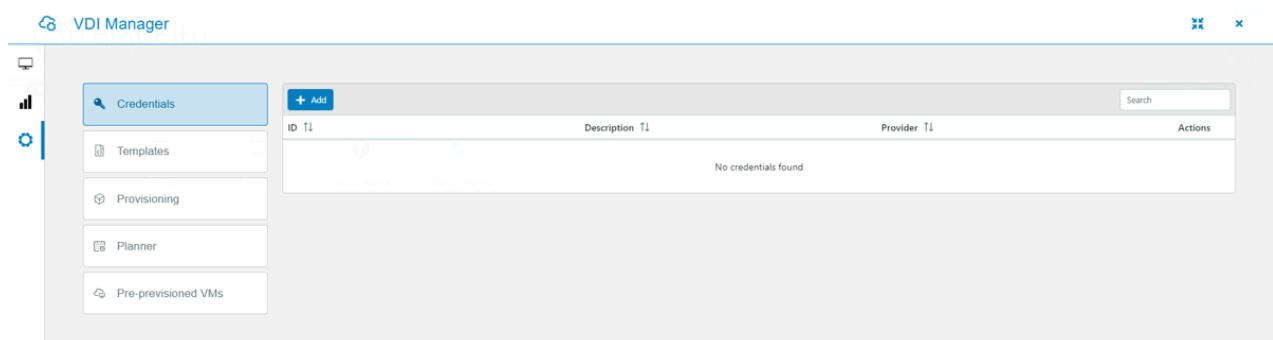 VDI Manager
Credentials
Templates
Provisioning
Planner
Pre-previsioned VMs
Add
Search
ID Description Provider Actions
No credentials found